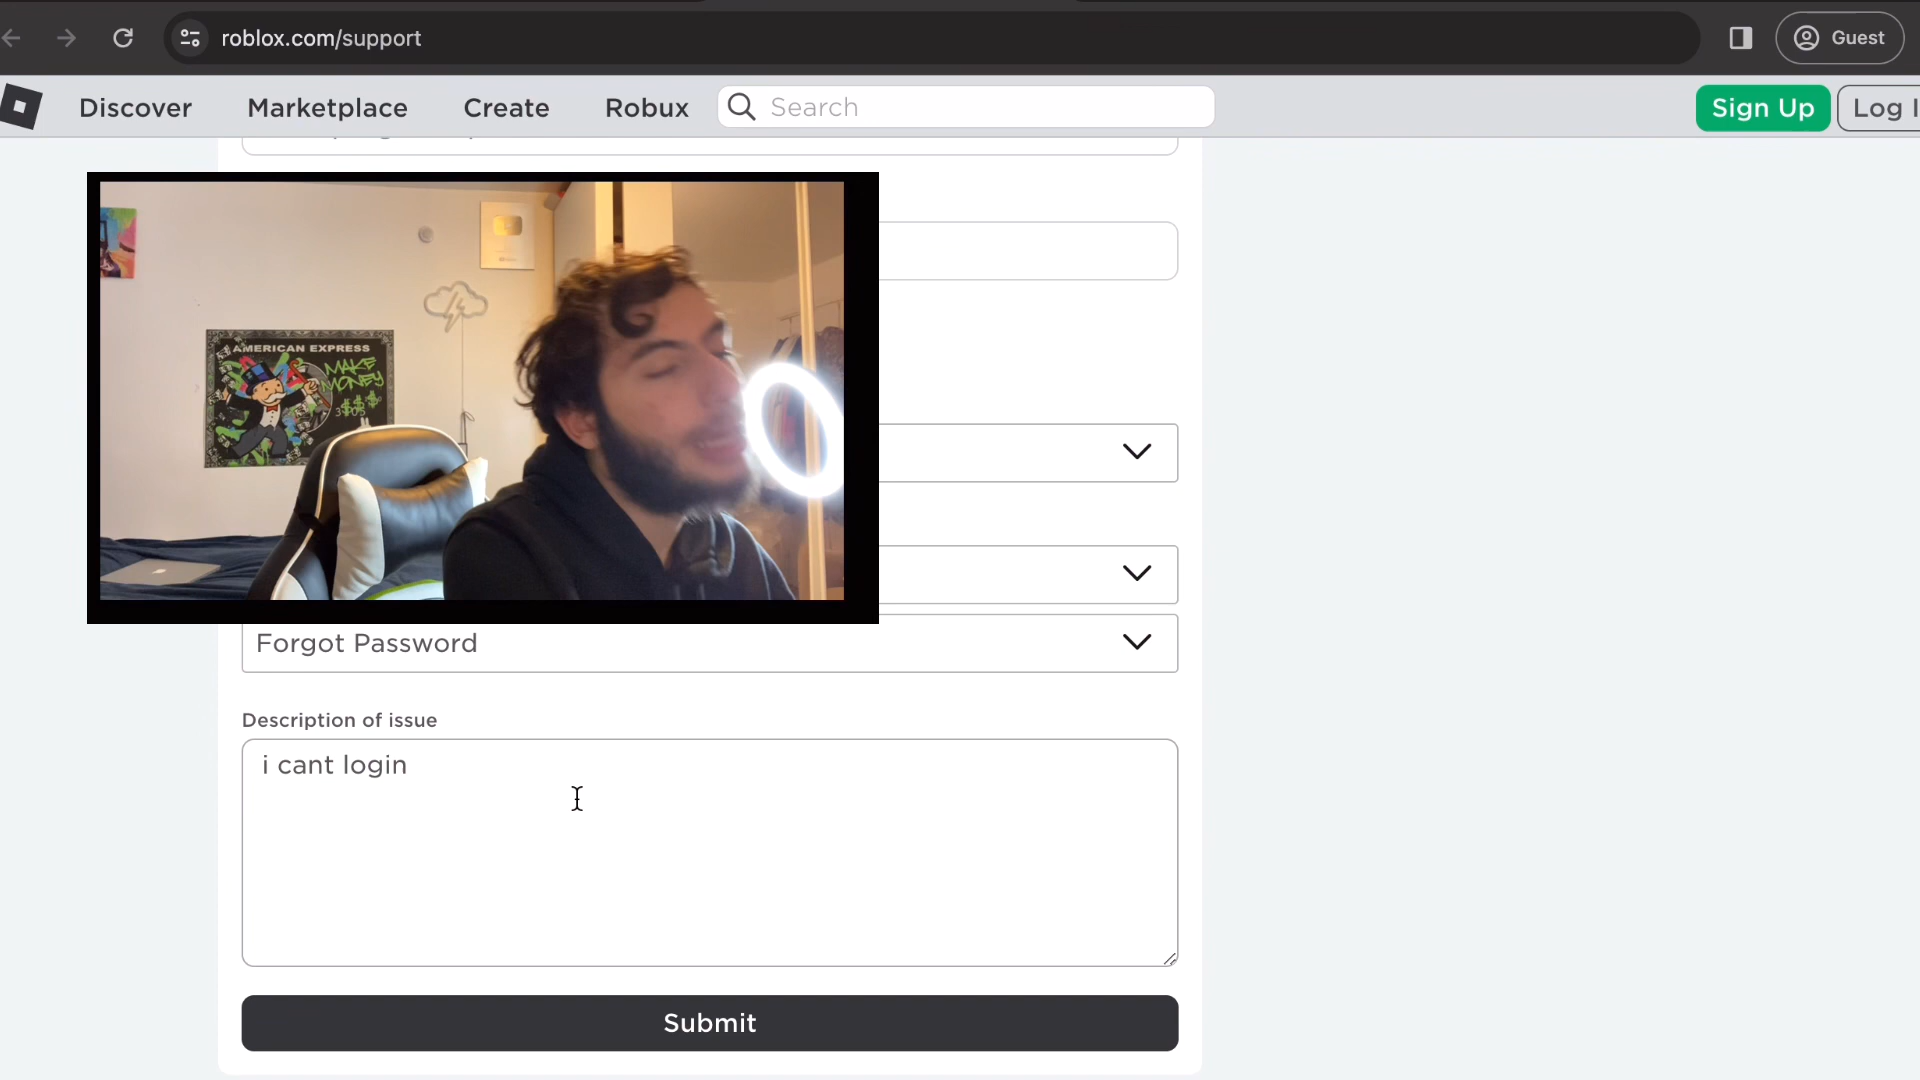 roblox.com/support
Guest
Discover
Marketplace
Create
Robux
Search
Sign Up
Log
AMERICAN EXPRESS
MAKE
MONEY
$$$
Forgot Password
Description of issue
i cant login
Submit